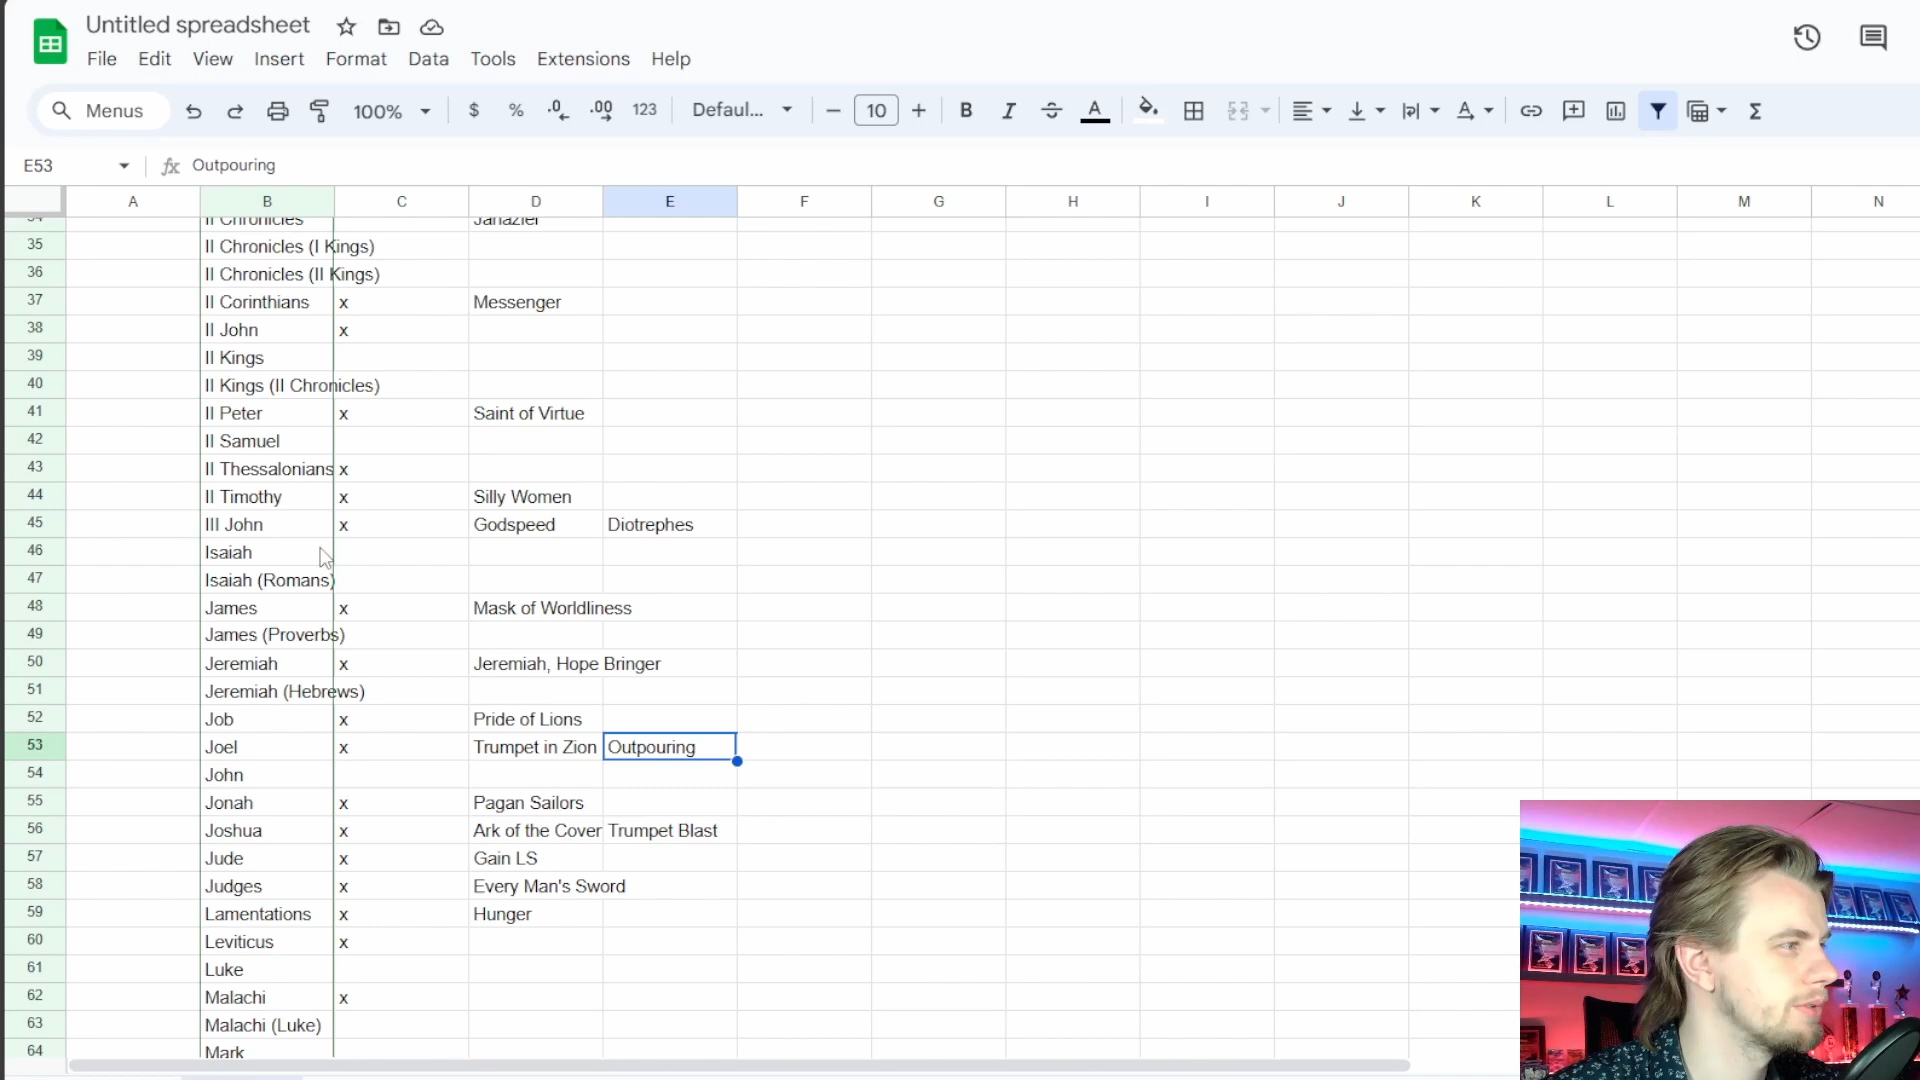 Untitled spreadsheet
File Edit View Insert Format Data Tools Extensions Help
Menus 100% $ % .0 .00 123 Defaul... 10 B I A
E53 fx Outpouring
A B C D E F G H I J K L M N
34 II Chronicles Jahaziel
35 II Chronicles (I Kings)
36 II Chronicles (II Kings)
37 II Corinthians x Messenger
38 II John x
39 II Kings
40 II Kings (II Chronicles)
41 II Peter x Saint of Virtue
42 II Samuel
43 II Thessalonians x
44 II Timothy x Silly Women
45 III John x Godspeed Diotrephes
46 Isaiah
47 Isaiah (Romans)
48 James x Mask of Worldliness
49 James (Proverbs)
50 Jeremiah x Jeremiah, Hope Bringer
51 Jeremiah (Hebrews)
52 Job x Pride of Lions
53 Joel x Trumpet in Zion Outpouring
54 John
55 Jonah x Pagan Sailors
56 Joshua x Ark of the Cover Trumpet Blast
57 Jude x Gain LS
58 Judges x Every Man's Sword
59 Lamentations x Hunger
60 Leviticus x
61 Luke
62 Malachi x
63 Malachi (Luke)
64 Mark